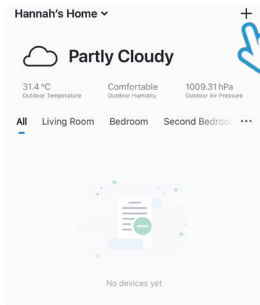 Hannah's Home
Partly Cloudy
31.4 °C Comfortable 1009.31 hPa
Outdoor Temperature Outdoor Humidity Outdoor Air Pressure
All Living Room Bedroom Second Bedroo ···
No devices yet